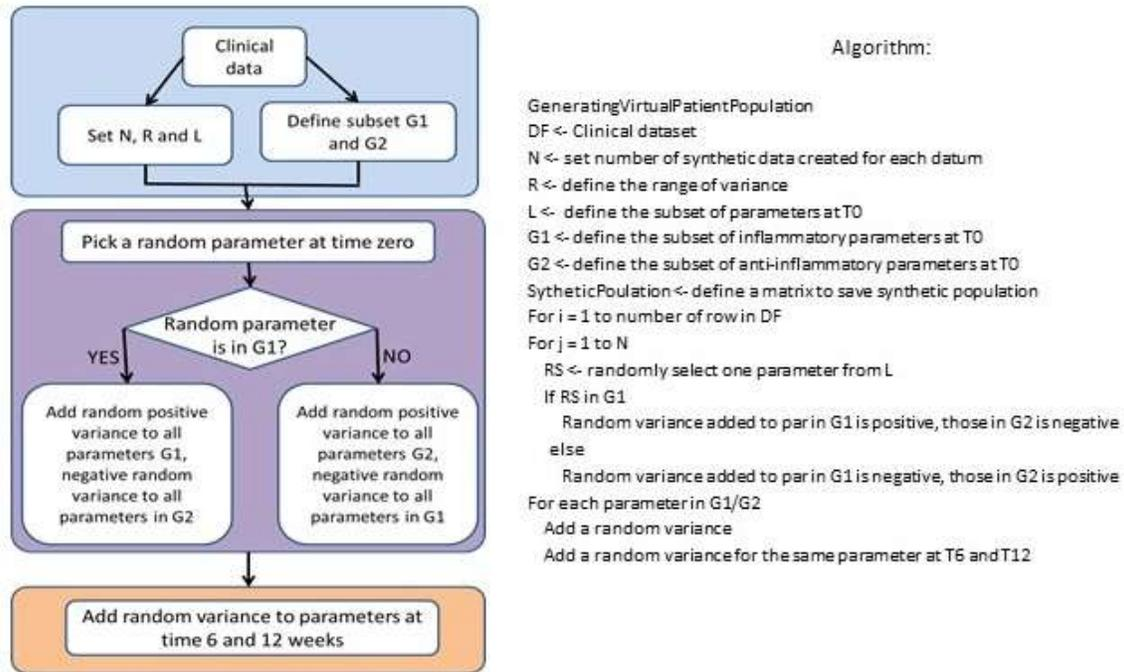 Clinical
data
Set N, R and L
Define subset G1
and G2
Pick a random parameter at time zero
Random parameter
is in G1?
YES
NO
Add random positive
variance to all
parameters G1,
negative random
variance to all
parameters in G2
Add random positive
variance to all
parameters G2,
negative random
variance to all
parameters in G1
Add random variance to parameters at
time 6 and 12 weeks
Algorithm:
GeneratingVirtualPatientPopulation
DF <- Clinical dataset
N <- set number of synthetic data created for each datum
R <- define the range of variance
L <- define the subset of parameters at T0
G1 <- define the subset of inflammatory parameters at T0
G2 <- define the subset of anti-inflammatory parameters at T0
SytheticPoulation <- define a matrix to save synthetic population
For i = 1 to number of row in DF
For j = 1 to N
RS <- randomly select one parameter from L
If RS in G1
Random variance added to par in G1 is positive, those in G2 is negative
else
Random variance added to par in G1 is negative, those in G2 is positive
For each parameter in G1/G2
Add a random variance
Add a random variance for the same parameter at T6 and T12